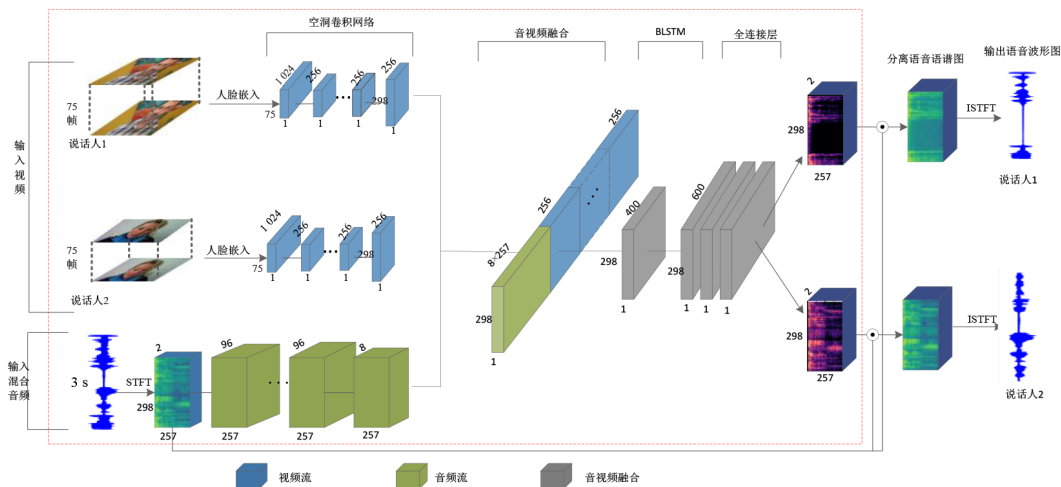 空洞卷积网络
音视频融合
BLSTM
全连接层
分离语音语谱图
输出语音波形图
输入视频
75
帧
说话人1
人脸嵌入
1 024
256
256
256
75
298
1
1
1
1
75
帧
说话人2
人脸嵌入
1 024
256
256
256
75
298
1
1
1
1
输入
混合
音频
3 s
STFT
2
298
257
96
257
96
257
8
257
8×257
256
256
298
1
400
298
1
600
298
1
1
1
2
298
257
ISTFT
说话人1
2
298
257
ISTFT
说话人2
视频流
音频流
音视频融合